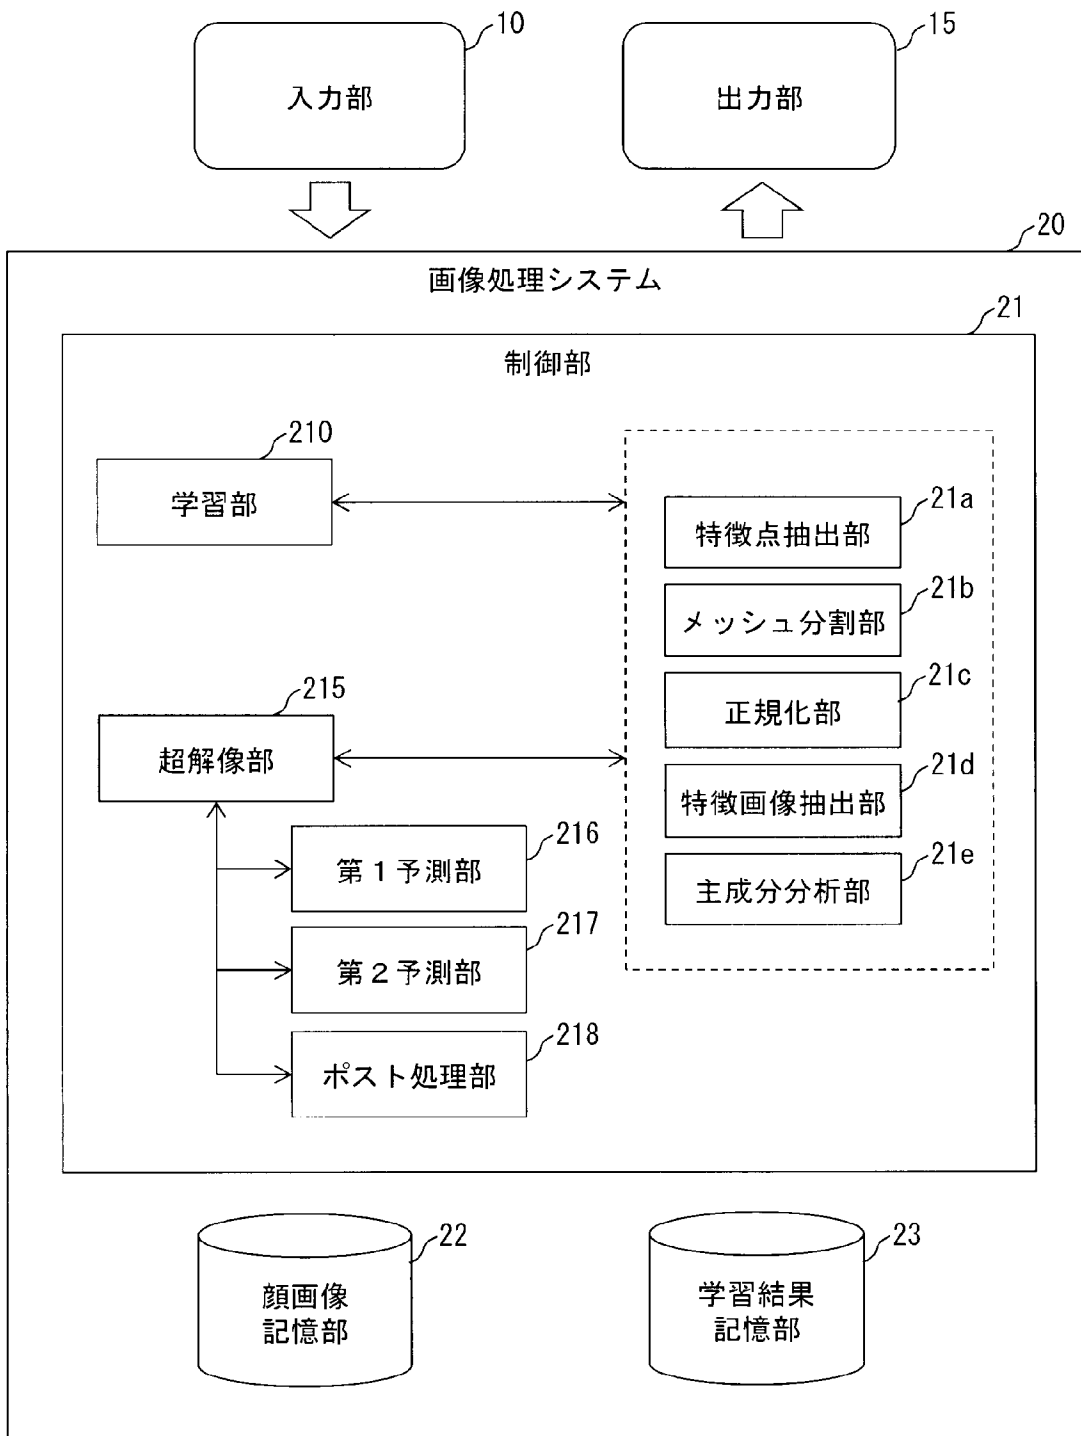 10
15
入力部
出力部
20
画像処理システム
21
制御部
210
学習部
21a
特徴点抽出部
21b
メッシュ分割部
21c
正規化部
215
超解像部
21d
特徴画像抽出部
216
第１予測部
21e
主成分分析部
217
第２予測部
218
ポスト処理部
22
顔画像
記憶部
23
学習結果
記憶部